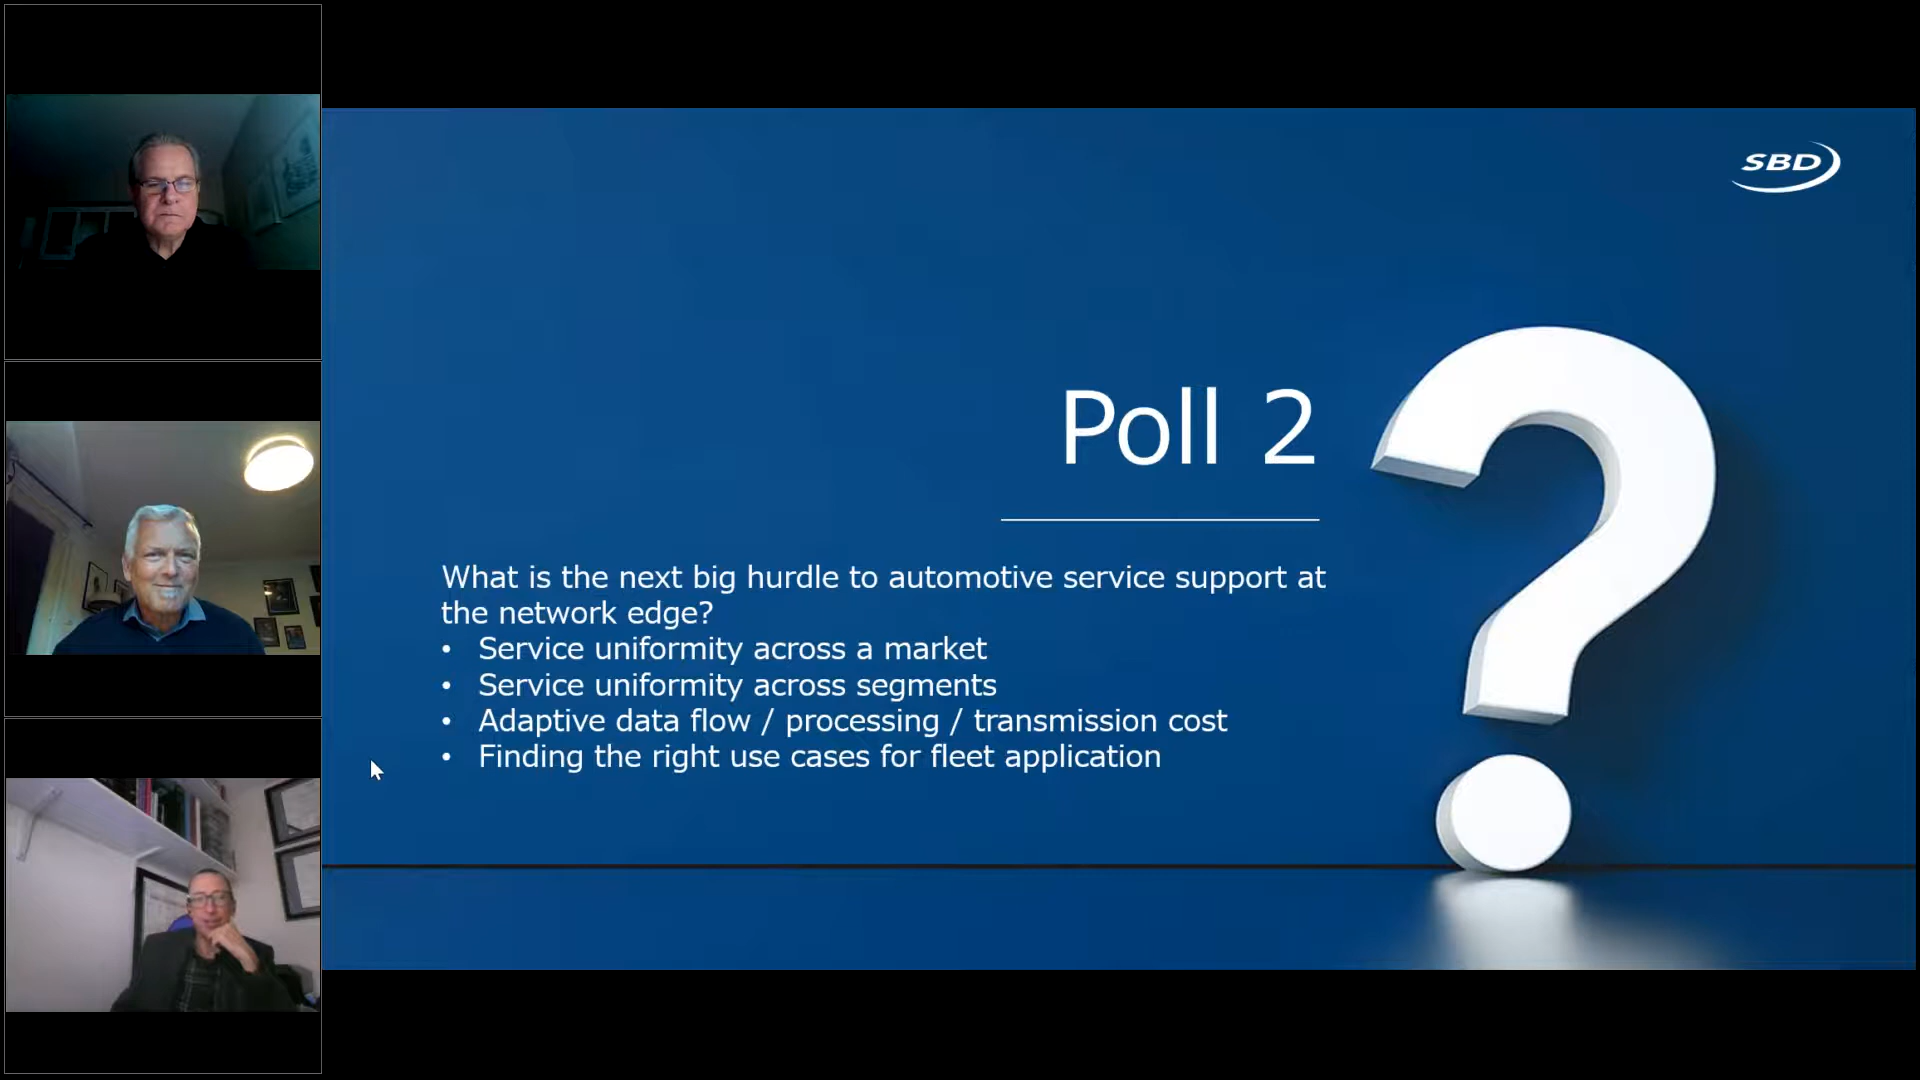 SBD
Poll 2
What is the next big hurdle to automotive service support at
the network edge?
• Service uniformity across a market
• Service uniformity across segments
• Adaptive data flow / processing / transmission cost
• Finding the right use cases for fleet application